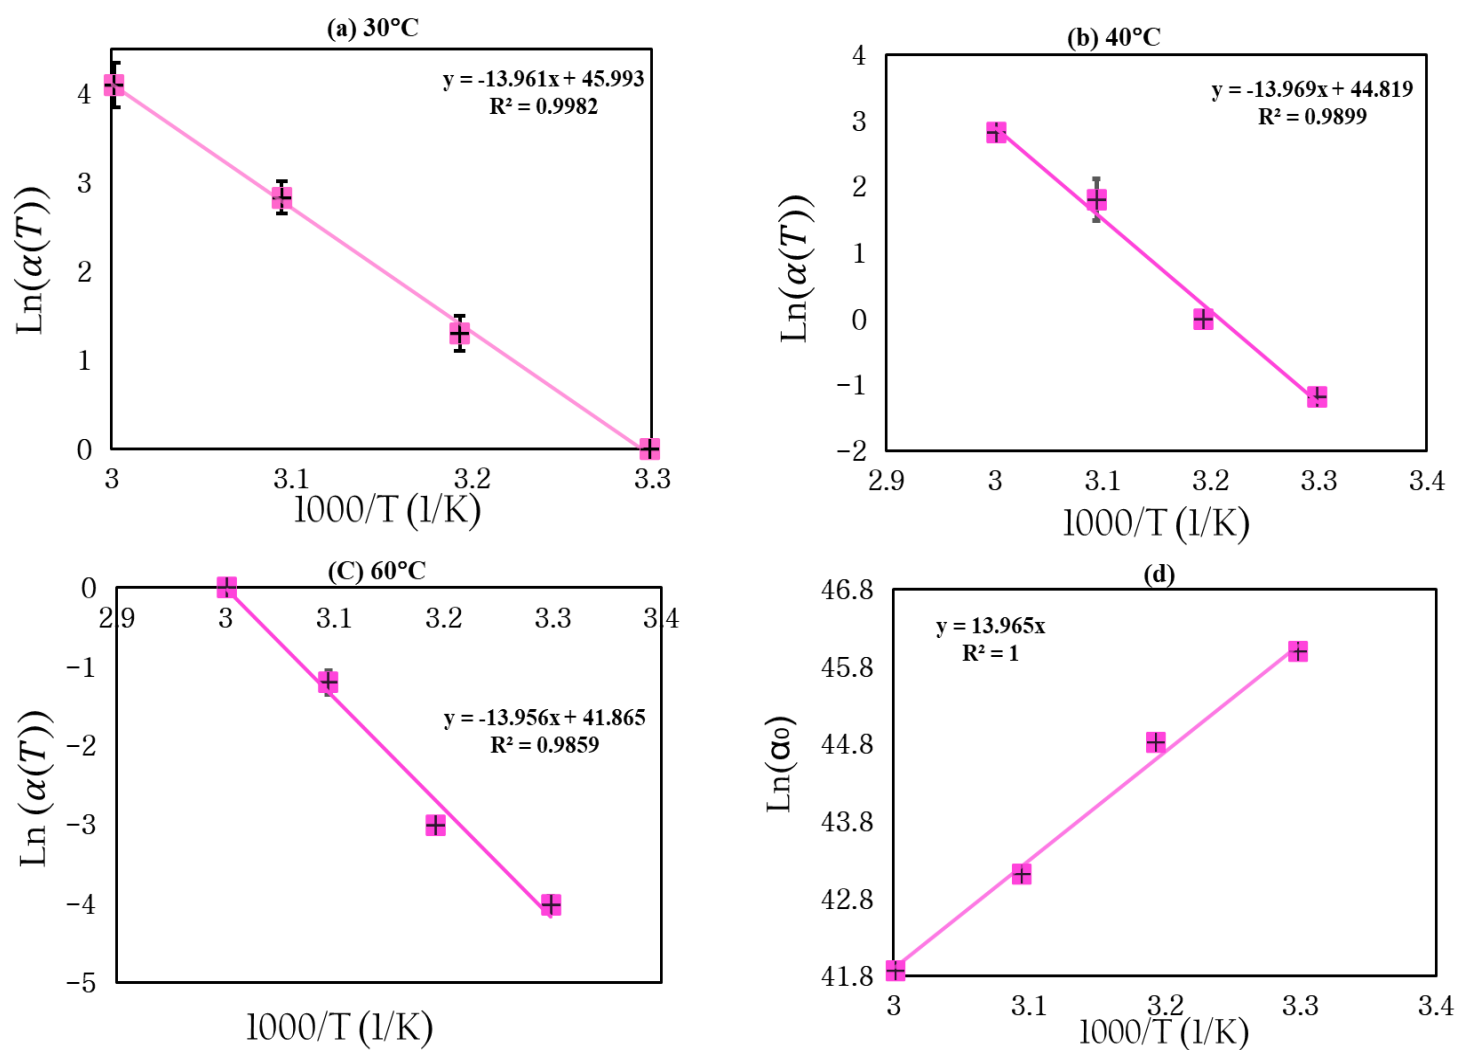 (a) 30°C
y = -13.961x + 45.993
R² = 0.9982
Ln(α(T))
4
3
2
1
0
3
3.1
3.2
3.3
1000/T (1/K)
(b) 40°C
y = -13.969x + 44.819
R² = 0.9899
Ln(α(T))
4
3
2
1
0
−1
−2
2.9
3
3.1
3.2
3.3
3.4
1000/T (1/K)
(C) 60°C
y = -13.956x + 41.865
R² = 0.9859
Ln (α(T))
0
−1
−2
−3
−4
−5
2.9
3
3.1
3.2
3.3
3.4
1000/T (1/K)
(d)
y = 13.965x
R² = 1
Ln(α0)
46.8
45.8
44.8
43.8
42.8
41.8
3
3.1
3.2
3.3
3.4
1000/T (1/K)